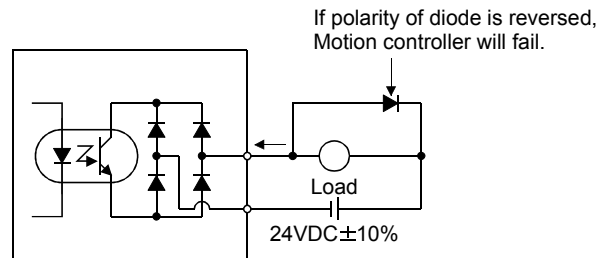 If polarity of diode is reversed,
Motion controller will fail.
Load
24VDC±10%